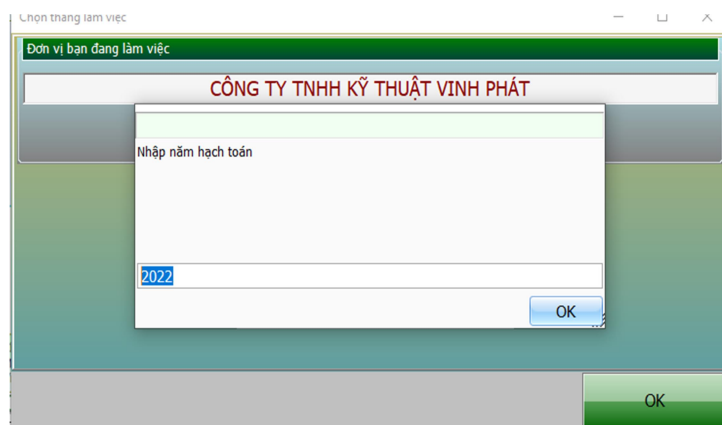 Chọn tháng làm việc
Đơn vị bạn đang làm việc
CÔNG TY TNHH KỸ THUẬT VINH PHÁT
Nhập năm hạch toán
2022
OK
OK